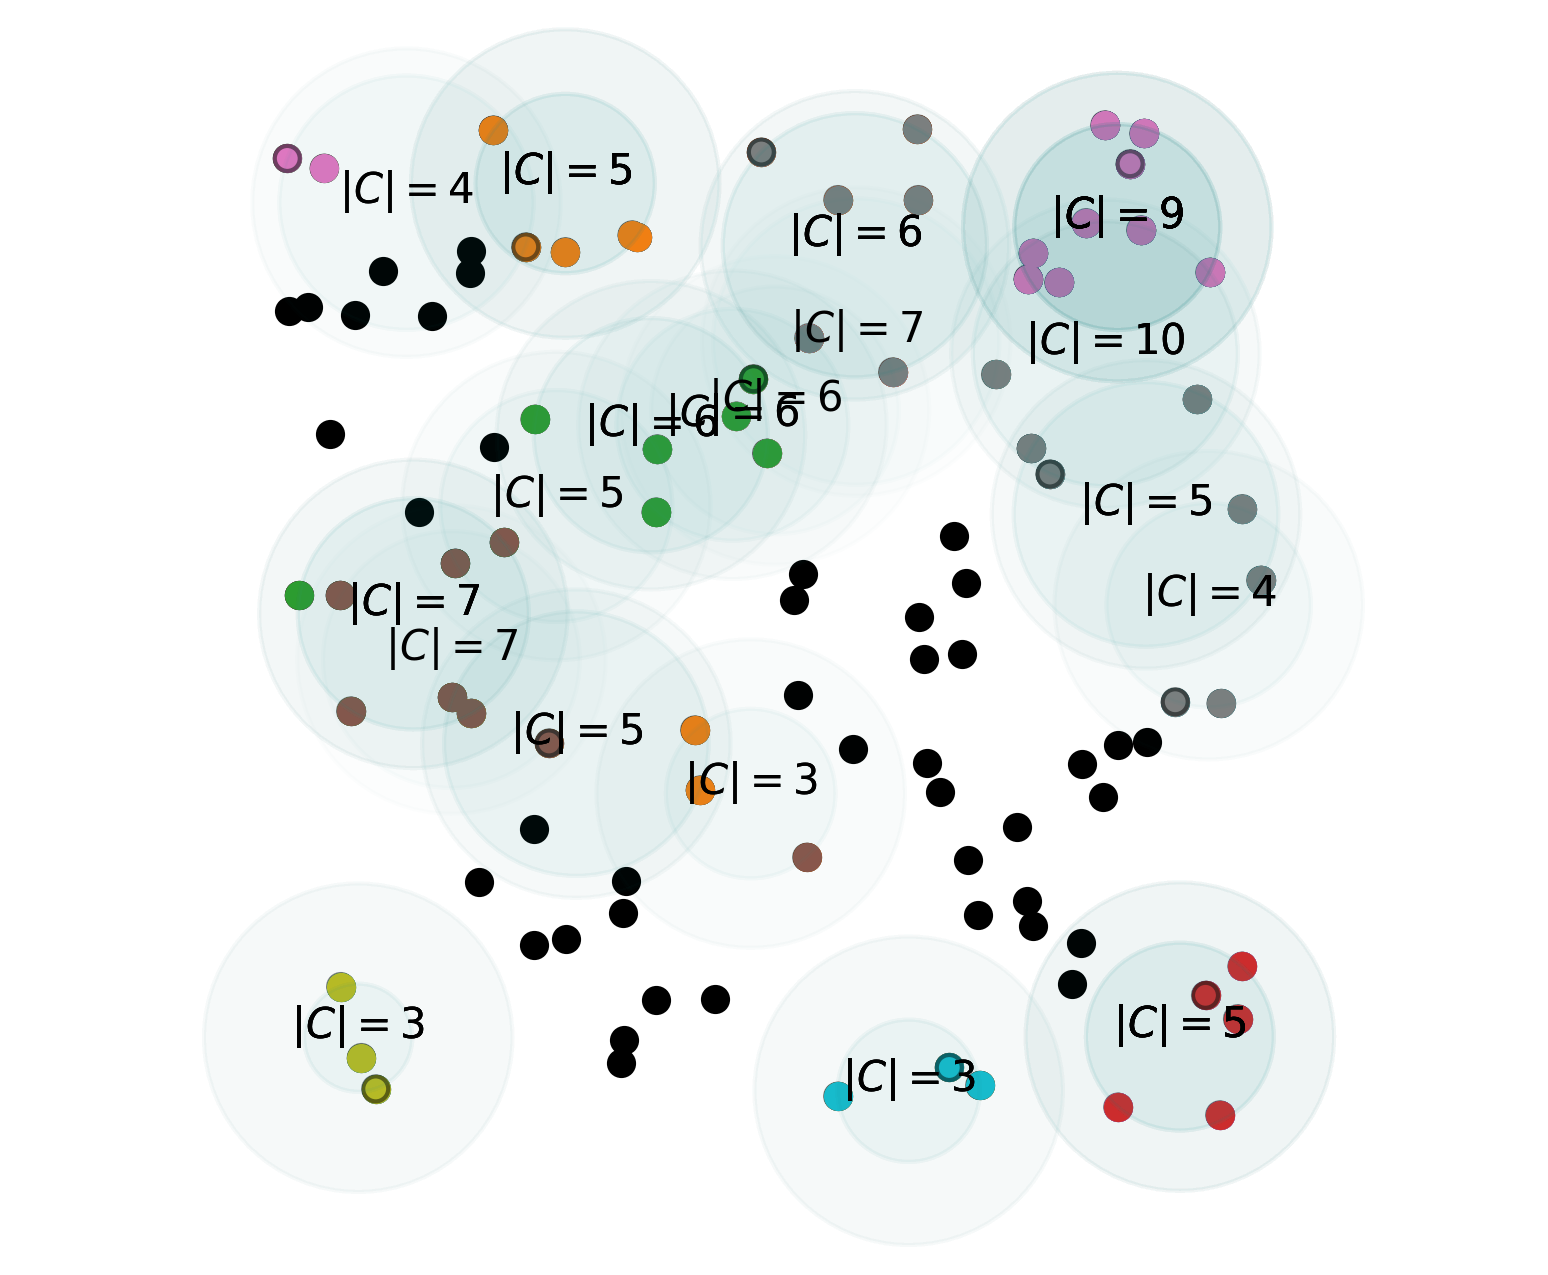 |C| = 5
|C| = 4
|C| = 9
|C| = 6
|C| = 7
|C| = 10
|C| = 6
|C| = 6
|C| = 6
|C| = 5
|C| = 5
|C| = 4
|C| = 7
|C| = 7
|C| = 5
|C| = 3
|C| = 3
|C| = 5
|C| = 3